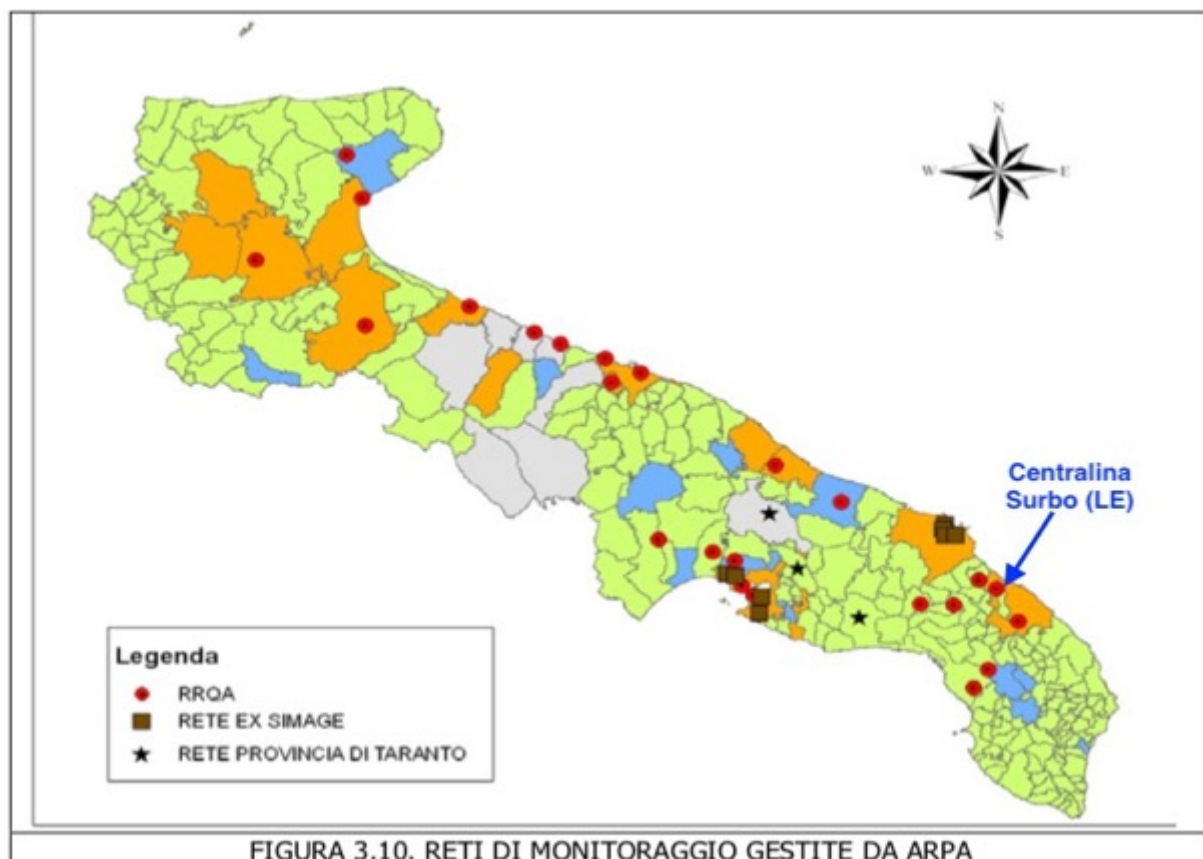 N
W E
S
Centralina
Surbo (LE)
Legenda
RRQA
RETE EX SIMAGE
RETE PROVINCIA DI TARANTO
FIGURA 3.10. RETI DI MONITORAGGIO GESTITE DA ARPA